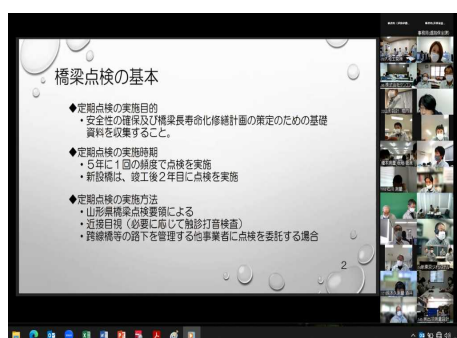 橋梁点検の基本
◆定期点検の実施目的
・安全性の確保及び橋梁長寿命化修繕計画の策定のための基礎
資料を収集すること。
◆定期点検の実施時期
・5年に1回の頻度で点検を実施
・新設橋は、竣工後2年目に点検を実施
◆定期点検の実施方法
・山形県橋梁点検要領による
・近接目視（必要に応じて触診打音検査）
・跨線橋等の路下を管理する他事業者に点検を委託する場合
2